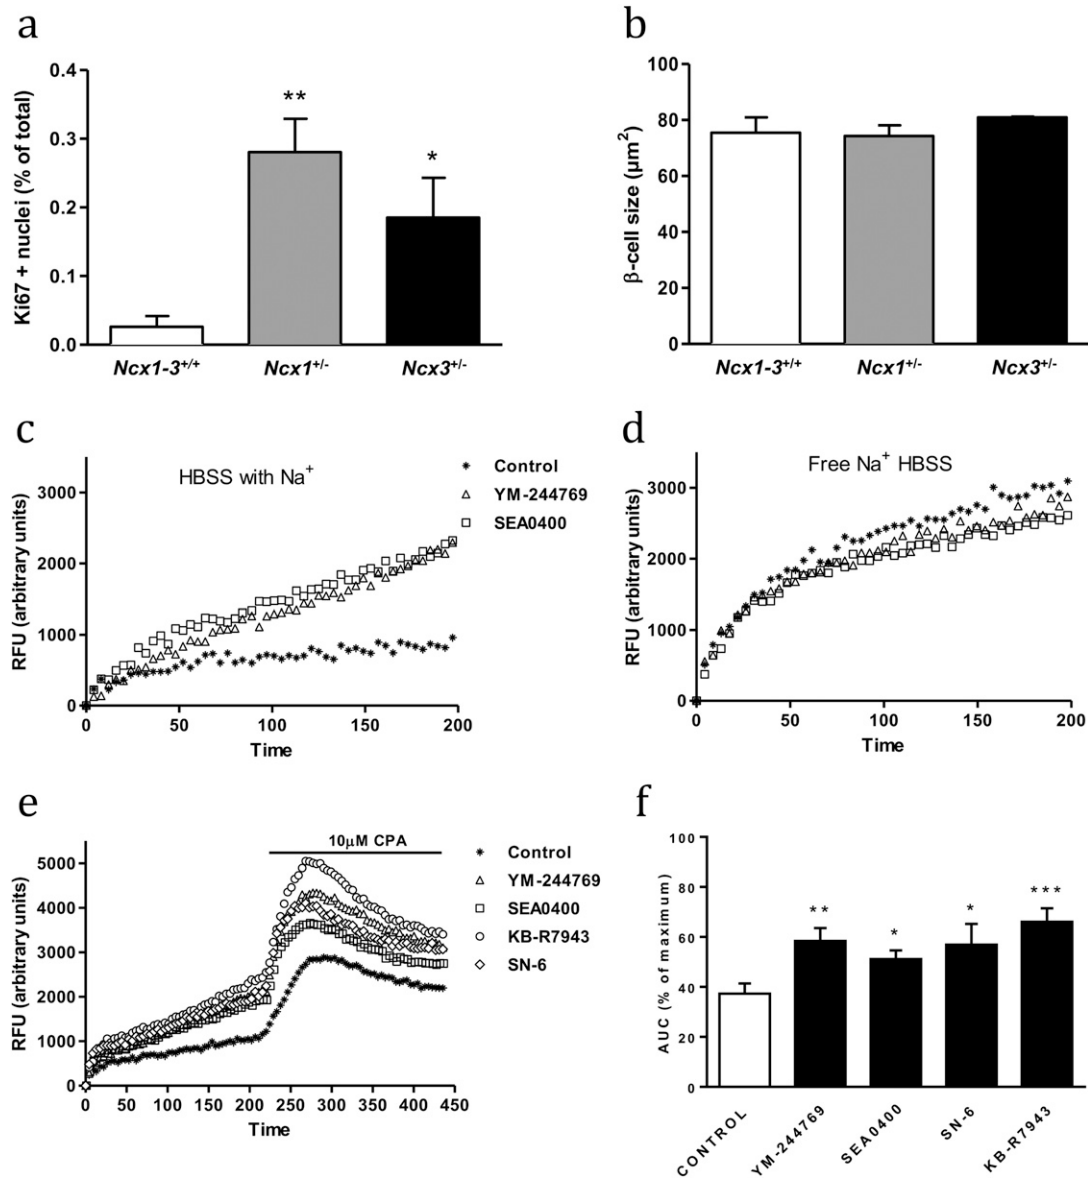 a
Ki67 + nuclei (% of total)
0.4
0.3
0.2
0.1
0.0
**
*
Ncx1-3+/+
Ncx1+/-
Ncx3+/-
b
β-cell size (µm2)
100
80
60
40
20
0
Ncx1-3+/+
Ncx1+/-
Ncx3+/-
c
HBSS with Na+
Control
YM-244769
SEA0400
RFU (arbitrary units)
3000
2000
1000
0
0 50 100 150 200
Time
d
Free Na+ HBSS
RFU (arbitrary units)
3000
2000
1000
0
0 50 100 150 200
Time
e
10µM CPA
Control
YM-244769
SEA0400
KB-R7943
SN-6
RFU (arbitrary units)
5000
4000
3000
2000
1000
0
0 50 100 150 200 250 300 350 400 450
Time
f
AUC (% of maximum)
100
80
60
40
20
0
**
*
*
***
CONTROL
YM-244769
SEA0400
SN-6
KB-R7943